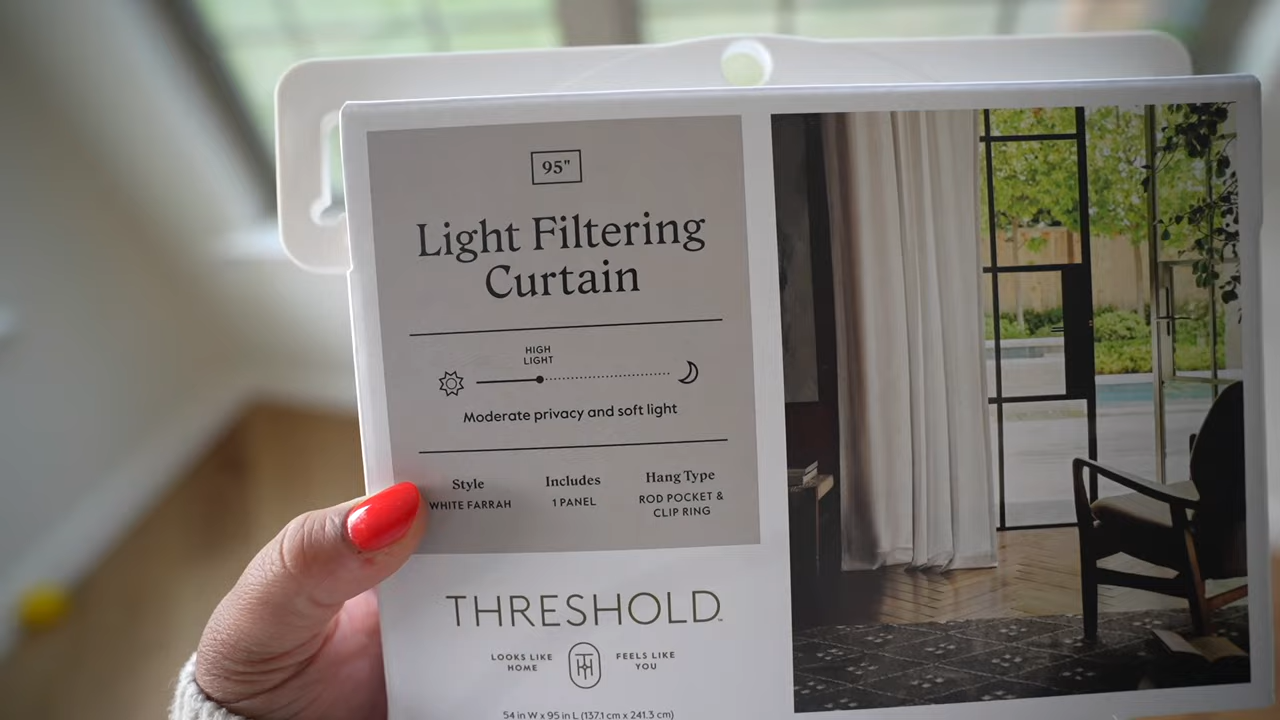 95"
Light Filtering
Curtain
HIGH
LIGHT
Moderate privacy and soft light
Style
WHITE FARRAH
Includes
1 PANEL
Hang Type
ROD POCKET &
CLIP RING
THRESHOLD™
LOOKS LIKE
HOME
TH
FEELS LIKE
YOU
54 in W x 95 in L (137.1 cm x 241.3 cm)